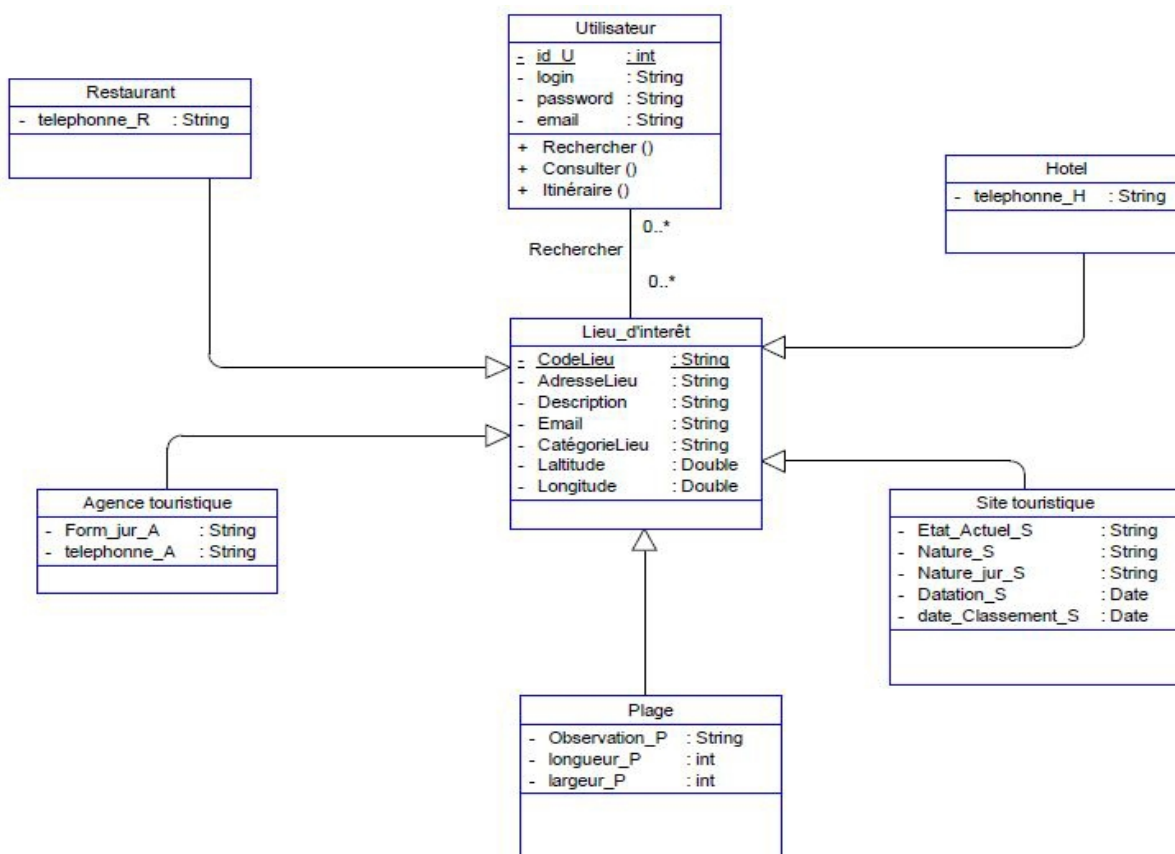 Utilisateur
- id_U : int
- login : String
- password : String
- email : String
+ Rechercher ()
+ Consulter ()
+ Itinéraire ()
Restaurant
- telephonne_R : String
Hotel
- telephonne_H : String
0..*
Rechercher
0..*
Lieu_d'interêt
- CodeLieu : String
- AdresseLieu : String
- Description : String
- Email : String
- CatégorieLieu : String
- Laltitude : Double
- Longitude : Double
Agence touristique
- Form_jur_A : String
- telephonne_A : String
Site touristique
- Etat_Actuel_S : String
- Nature_S : String
- Nature_jur_S : String
- Datation_S : Date
- date_Classement_S : Date
Plage
- Observation_P : String
- longueur_P : int
- largeur_P : int